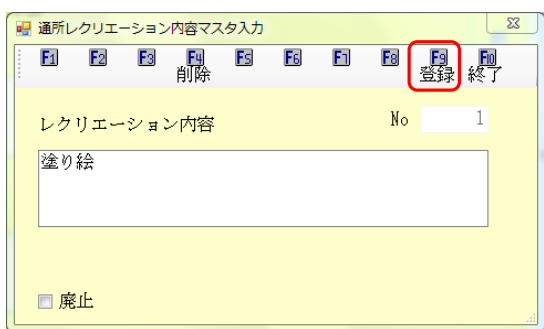 通所レクリエーション内容マスタ入力
F1 F2 F3 F4 F5 F6 F7 F8 F9 F10
削除 登録 終了
レクリエーション内容 No 1
塗り絵
廃止